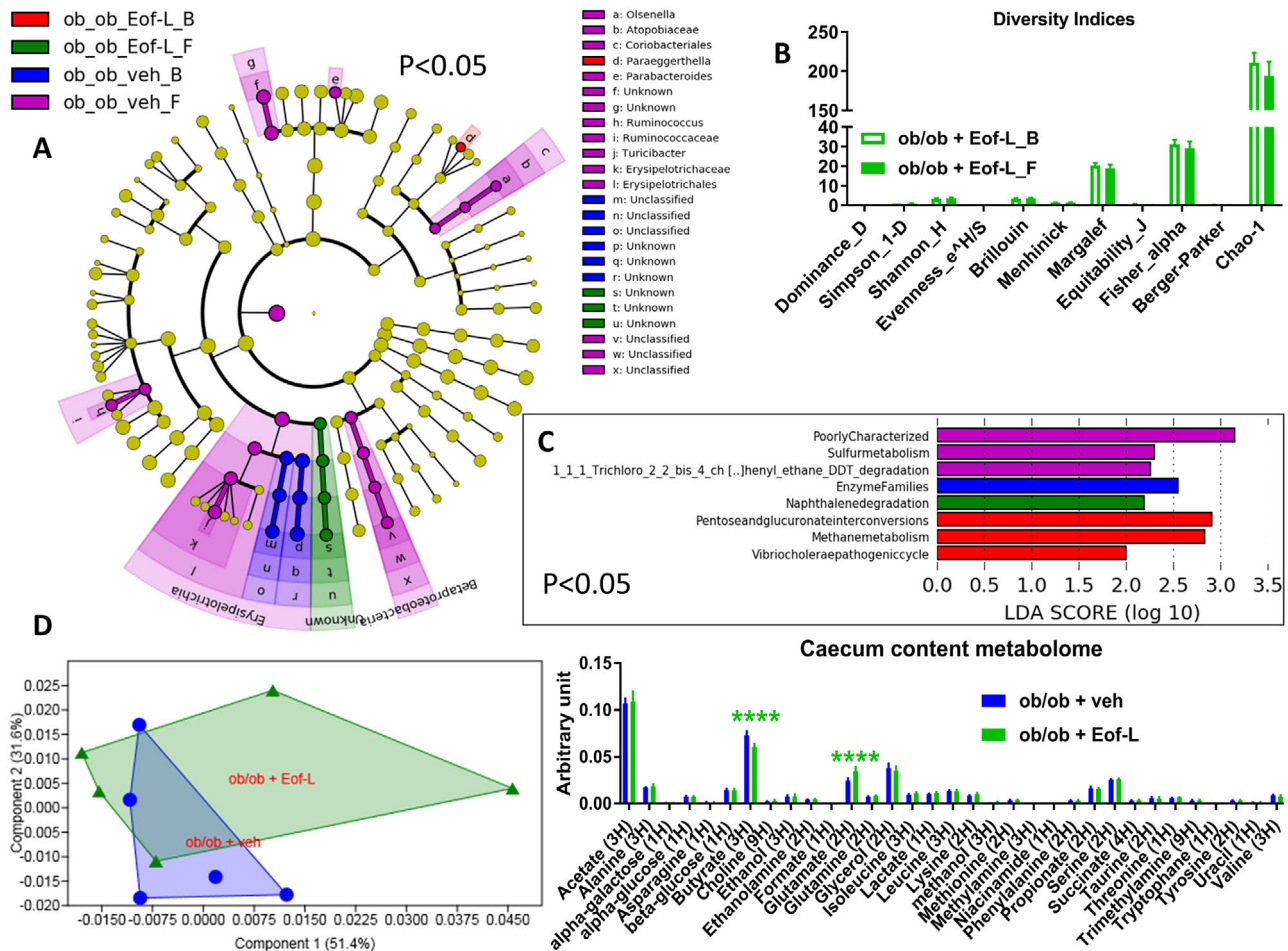 ob_ob_Eof-L_B
ob_ob_Eof-L_F
ob_ob_veh_B
ob_ob_veh_F
A
P<0.05
g
f
e
d
c
b
a
i
h
j
k
l
m
n
o
p
q
r
s
t
u
v
w
x
Erysipelotrichia
Unknown
Betaproteobacteria
a: Olsenella
b: Atopobiaceae
c: Coriobacteriales
d: Paraeggerthella
e: Parabacteroides
f: Unknown
g: Unknown
h: Ruminococcus
i: Ruminococcaceae
j: Turicibacter
k: Erysipelotrichaceae
l: Erysipelotrichales
m: Unclassified
n: Unclassified
p: Unknown
q: Unknown
r: Unknown
s: Unknown
t: Unknown
u: Unknown
v: Unclassified
w: Unclassified
x: Unclassified
B
Diversity Indices
250
200
150
100
50
40
30
20
10
0
ob/ob + Eof-L_B
ob/ob + Eof-L_F
Dominance_D
Simpson_1-D
Shannon_H
Evenness_e^H/S
Brillouin
Menhinick
Margalef
Equitability_J
Fisher_alpha
Berger-Parker
Chao-1
C
PoorlyCharacterized
Sulfurmetabolism
1_1_1_Trichloro_2_2_bis_4_ch [..]henyl_ethane_DDT_degradation
EnzymeFamilies
Naphthalenedegradation
Pentoseandglucuronateinterconversions
Methanemetabolism
Vibriocholeraepathogeniccycle
P<0.05
0.0 0.5 1.0 1.5 2.0 2.5 3.0 3.5
LDA SCORE (log 10)
D
Component 2 (31.6%)
0.025
0.020
0.015
0.010
0.005
0.000
-0.005
-0.010
-0.015
-0.020
ob/ob + Eof-L
ob/ob + veh
-0.0150 -0.0075 0.0000 0.0075 0.0150 0.0225 0.0300 0.0375 0.0450
Component 1 (51.4%)
Caecum content metabolome
Arbitrary unit
0.15
0.10
0.05
0.00
****
****
ob/ob + veh
ob/ob + Eof-L
Acetate (3H)
Alanine (3H)
alpha-galactose (1H)
alpha-glucose (1H)
Asparagine (1H)
beta-glucose (1H)
Butyrate (3H)
Choline (9H)
Ethanol (3H)
Ethanolamine (2H)
Formate (1H)
Glutamate (2H)
Glutamine (2H)
Glycerol (2H)
Isoleucine (3H)
Lactate (1H)
Leucine (3H)
Lysine (2H)
methanol (3H)
Methionine (2H)
Methylamine (3H)
Niacinamide (1H)
Phenylalanine (2H)
Propionate (2H)
Serine (2H)
Succinate (4H)
Taurine (2H)
Threonine (1H)
Trimethylamine (9H)
Tryptophane (1H)
Tyrosine (2H)
Uracil (1H)
Valine (3H)